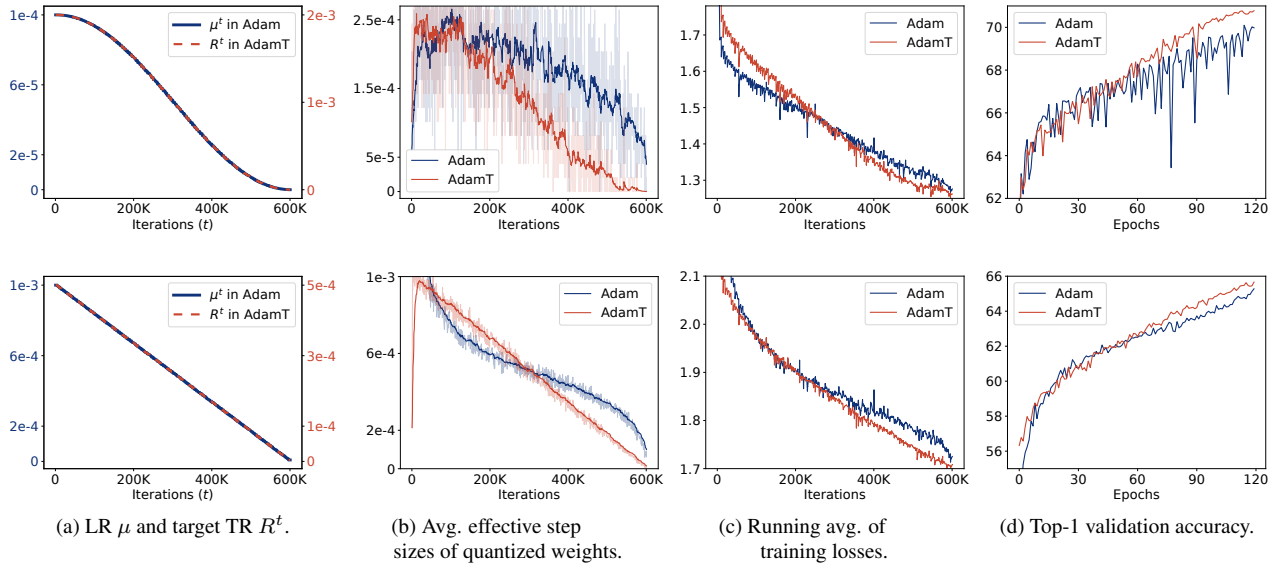 1e-4
6e-5
2e-5
0
2e-3
1e-3
0
μ^t in Adam
R^t in AdamT
0 200K 400K 600K
Iterations (t)
2.5e-4
1.5e-4
5e-5
0
Adam
AdamT
0 200K 400K 600K
Iterations
1.7
1.6
1.5
1.4
1.3
Adam
AdamT
0 200K 400K 600K
Iterations
70
68
66
64
62
Adam
AdamT
0 30 60 90 120
Epochs
1e-3
6e-4
2e-4
0
5e-4
3e-4
1e-4
0
μ^t in Adam
R^t in AdamT
0 200K 400K 600K
Iterations (t)
1e-3
6e-4
2e-4
0
Adam
AdamT
0 200K 400K 600K
Iterations
2.1
2.0
1.9
1.8
1.7
Adam
AdamT
0 200K 400K 600K
Iterations
66
64
62
60
58
56
Adam
AdamT
0 30 60 90 120
Epochs
(a) LR μ and target TR R^t.
(b) Avg. effective step
sizes of quantized weights.
(c) Running avg. of
training losses.
(d) Top-1 validation accuracy.